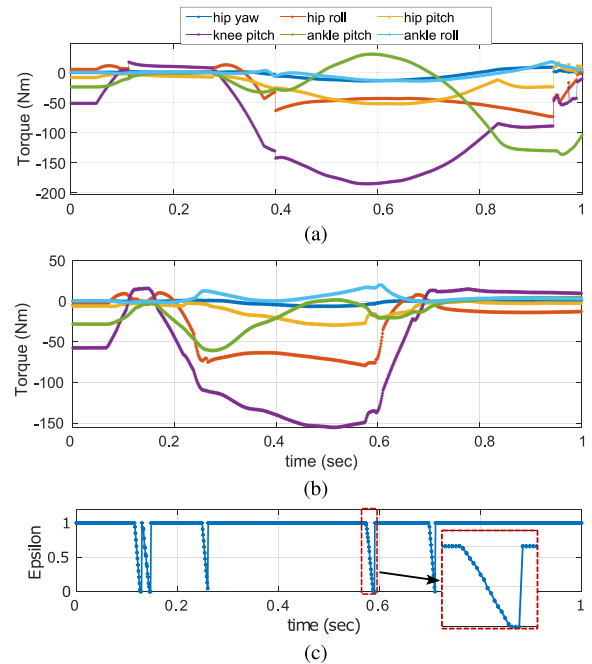 (a)
hip yaw hip roll hip pitch
knee pitch ankle pitch ankle roll
Torque (Nm)
0
-50
-100
-150
-200
0 0.2 0.4 0.6 0.8 1
(a)
Torque (Nm)
50
0
-50
-100
-150
0 0.2 0.4 0.6 0.8 1
time (sec)
(b)
Epsilon
1
0.5
0
0 0.2 0.4 0.6 0.8 1
time (sec)
(c)